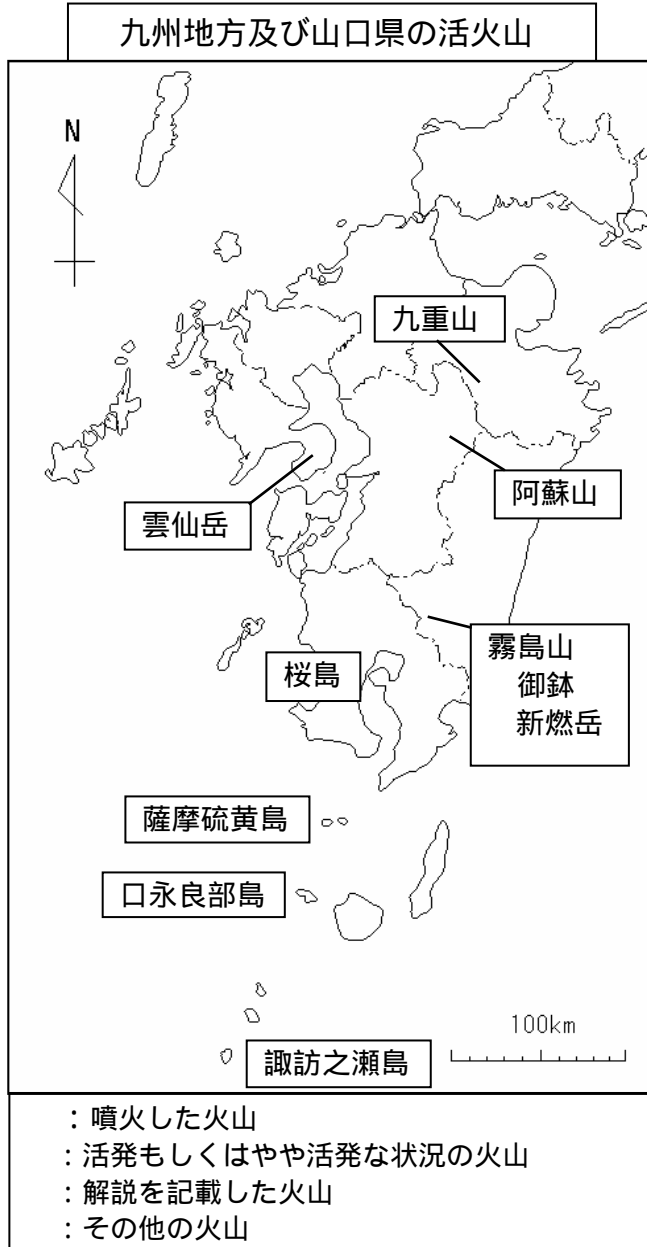 九州地方及び山口県の活火山
N
九重山
阿蘇山
雲仙岳
霧島山
御鉢
新燃岳
桜島
薩摩硫黄島
口永良部島
100km
諏訪之瀬島
：噴火した火山
：活発もしくはやや活発な状況の火山
：解説を記載した火山
：その他の火山